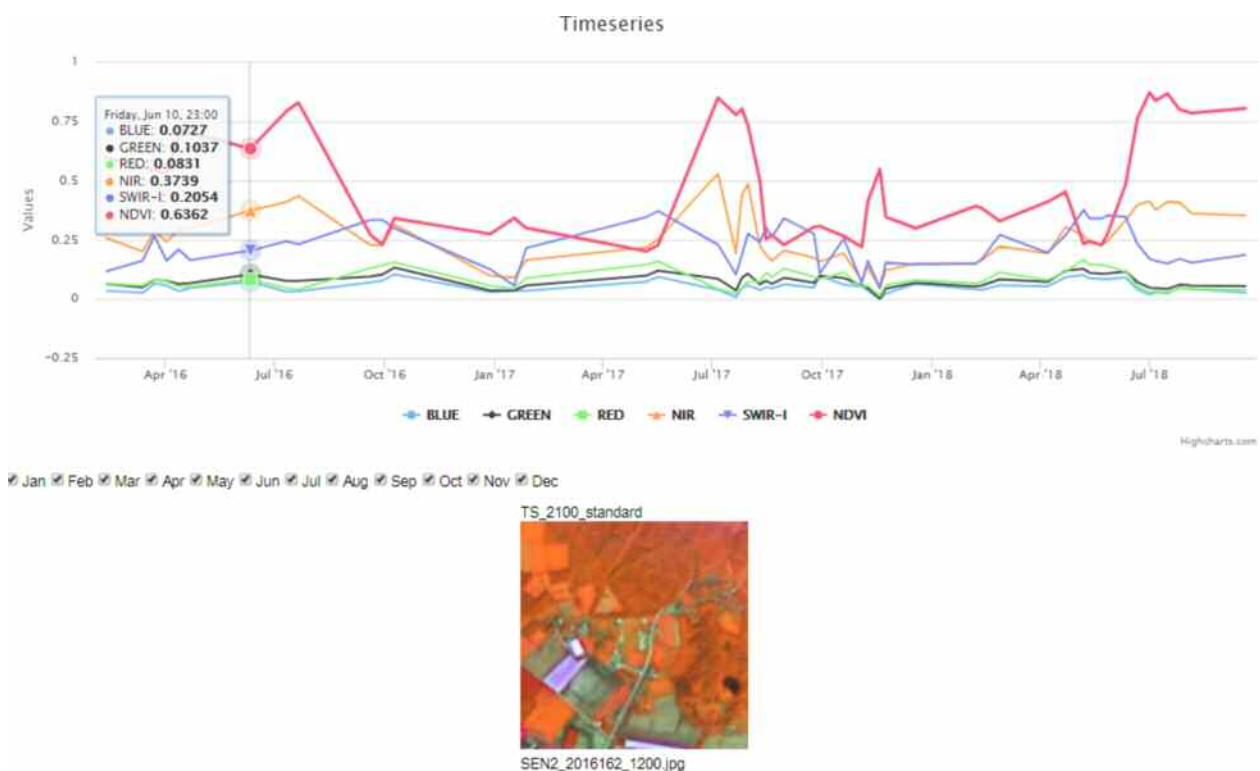 Timeseries
1
0.75
0.5
0.25
0
−0.25
Values
Friday, Jun 10, 23:00
BLUE: 0.0727
GREEN: 0.1037
RED: 0.0831
NIR: 0.3739
SWIR-I: 0.2054
NDVI: 0.6362
Apr '16 Jul '16 Oct '16 Jan '17 Apr '17 Jul '17 Oct '17 Jan '18 Apr '18 Jul '18
BLUE GREEN RED NIR SWIR-I NDVI
Highcharts.com
Jan Feb Mar Apr May Jun Jul Aug Sep Oct Nov Dec
TS_2100_standard
SEN2_2016162_1200.jpg